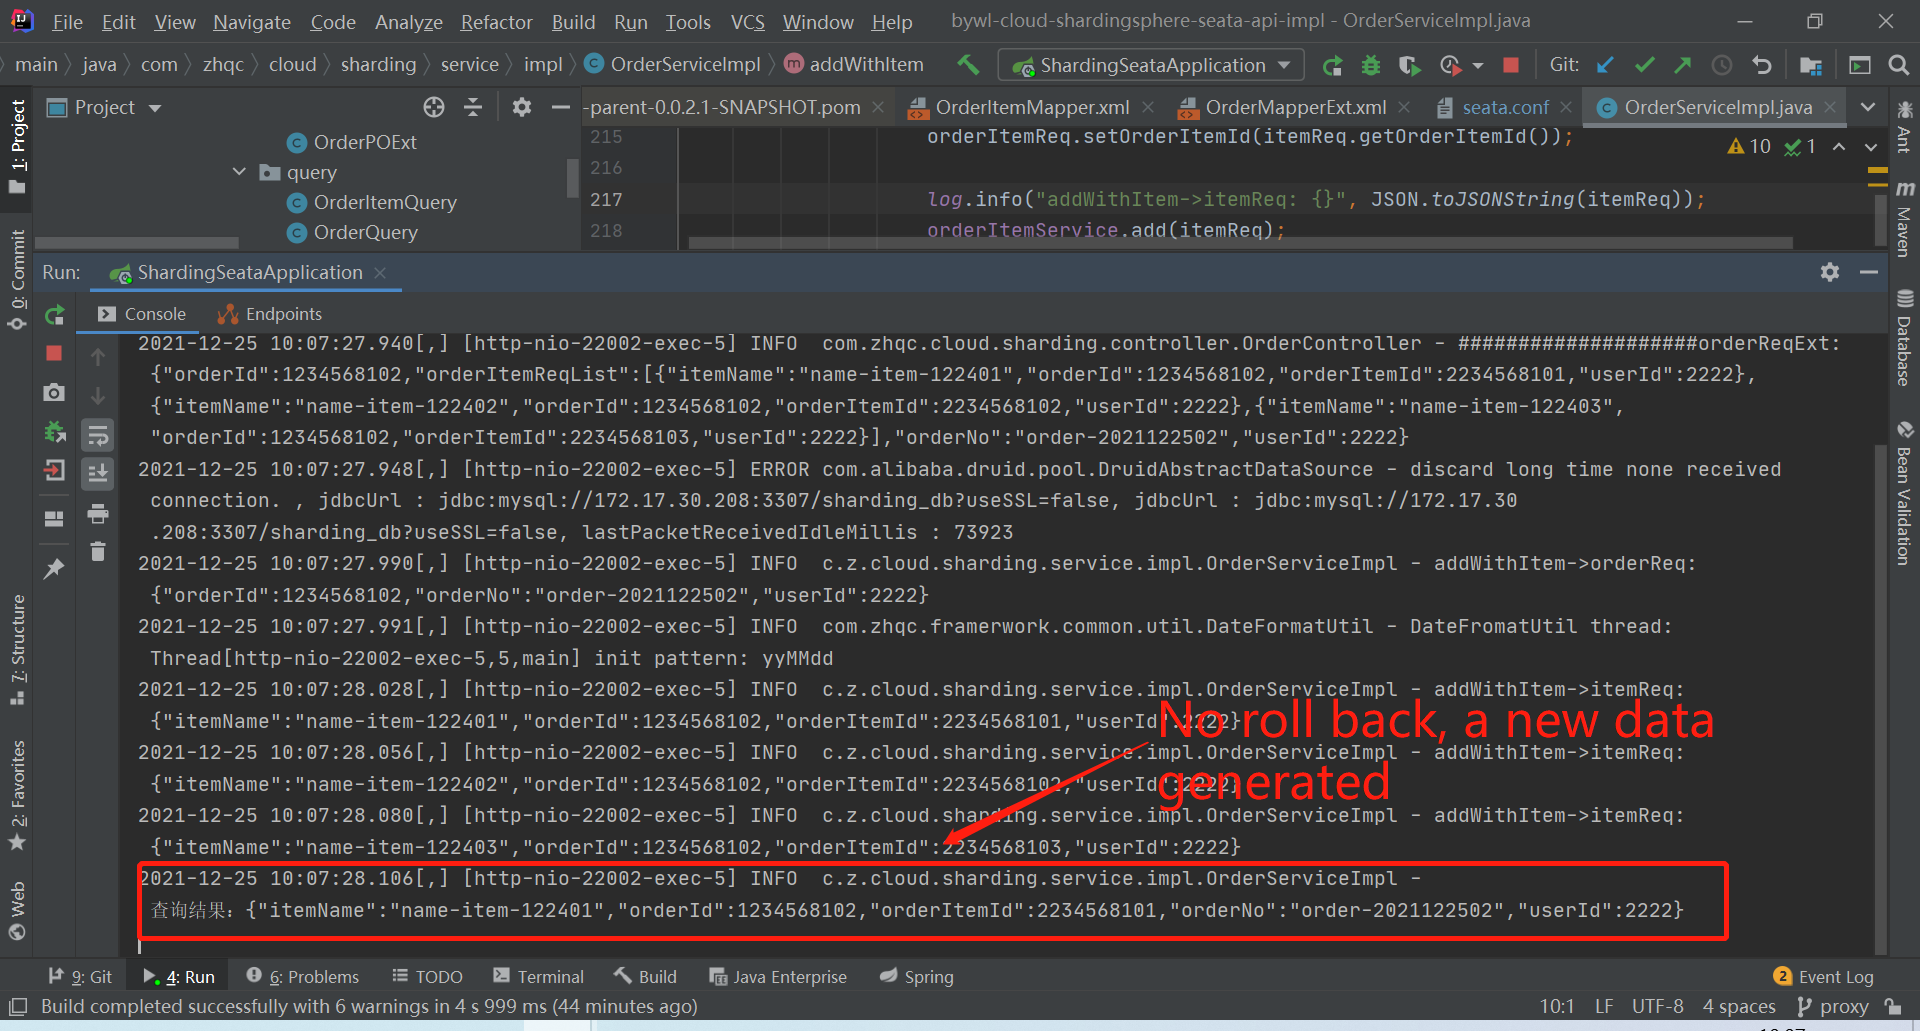 File Edit View Navigate Code Analyze Refactor Build Run Tools VCS Window Help bywl-cloud-shardingsphere-seata-api-impl - OrderServiceImpl.java
main java com zhqc cloud sharding service impl OrderServiceImpl addWithItem ShardingSeataApplication Git:
Project -parent-0.0.2.1-SNAPSHOT.pom OrderItemMapper.xml OrderMapperExt.xml seata.conf OrderServiceImpl.java
215 orderItemReq.setOrderItemId(itemReq.getOrderItemId());
OrderPOExt
10 1
216
query
217 log.info("addWithItem->itemReq: {}", JSON.toJSONString(itemReq));
OrderItemQuery
218 orderItemService.add(itemReq);
OrderQuery
Run: ShardingSeataApplication
Console Endpoints
2021-12-25 10:07:27.940[,] [http-nio-22002-exec-5] INFO com.zhqc.cloud.sharding.controller.OrderController - ####################orderReqExt:
{"orderId":1234568102,"orderItemReqList":[{"itemName":"name-item-122401","orderId":1234568102,"orderItemId":2234568101,"userId":2222},
{"itemName":"name-item-122402","orderId":1234568102,"orderItemId":2234568102,"userId":2222},{"itemName":"name-item-122403",
"orderId":1234568102,"orderItemId":2234568103,"userId":2222}],"orderNo":"order-2021122502","userId":2222}
2021-12-25 10:07:27.948[,] [http-nio-22002-exec-5] ERROR com.alibaba.druid.pool.DruidAbstractDataSource - discard long time none received
connection. , jdbcUrl : jdbc:mysql://172.17.30.208:3307/sharding_db?useSSL=false, jdbcUrl : jdbc:mysql://172.17.30
.208:3307/sharding_db?useSSL=false, lastPacketReceivedIdleMillis : 73923
2021-12-25 10:07:27.990[,] [http-nio-22002-exec-5] INFO c.z.cloud.sharding.service.impl.OrderServiceImpl - addWithItem->orderReq:
{"orderId":1234568102,"orderNo":"order-2021122502","userId":2222}
2021-12-25 10:07:27.991[,] [http-nio-22002-exec-5] INFO com.zhqc.framerwork.common.util.DateFormatUtil - DateFromatUtil thread:
Thread[http-nio-22002-exec-5,5,main] init pattern: yyMMdd
2021-12-25 10:07:28.028[,] [http-nio-22002-exec-5] INFO c.z.cloud.sharding.service.impl.OrderServiceImpl - addWithItem->itemReq:
{"itemName":"name-item-122401","orderId":1234568102,"orderItemId":2234568101,"userId":2222}
No roll back, a new data
2021-12-25 10:07:28.056[,] [http-nio-22002-exec-5] INFO c.z.cloud.sharding.service.impl.OrderServiceImpl - addWithItem->itemReq:
{"itemName":"name-item-122402","orderId":1234568102,"orderItemId":2234568102,"userId":2222}
generated
2021-12-25 10:07:28.080[,] [http-nio-22002-exec-5] INFO c.z.cloud.sharding.service.impl.OrderServiceImpl - addWithItem->itemReq:
{"itemName":"name-item-122403","orderId":1234568102,"orderItemId":2234568103,"userId":2222}
2021-12-25 10:07:28.106[,] [http-nio-22002-exec-5] INFO c.z.cloud.sharding.service.impl.OrderServiceImpl -
查询结果: {"itemName":"name-item-122401","orderId":1234568102,"orderItemId":2234568101,"orderNo":"order-2021122502","userId":2222}
1: Project
0: Commit
7: Structure
2: Favorites
Web
Ant
Maven
Database
Bean Validation
9: Git 4: Run 6: Problems TODO Terminal Build Java Enterprise Spring 2 Event Log
Build completed successfully with 6 warnings in 4 s 999 ms (44 minutes ago) 10:1 LF UTF-8 4 spaces proxy